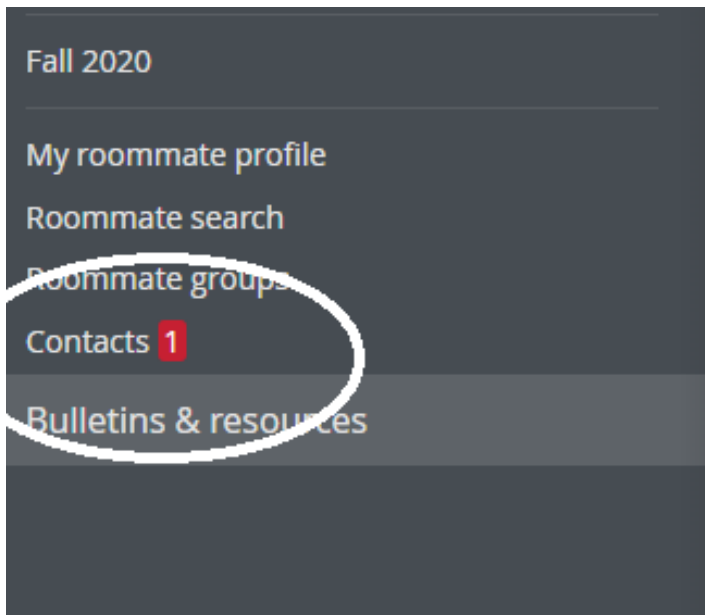 Fall 2020
My roommate profile
Roommate search
Roommate groups
Contacts 1
Bulletins & resources